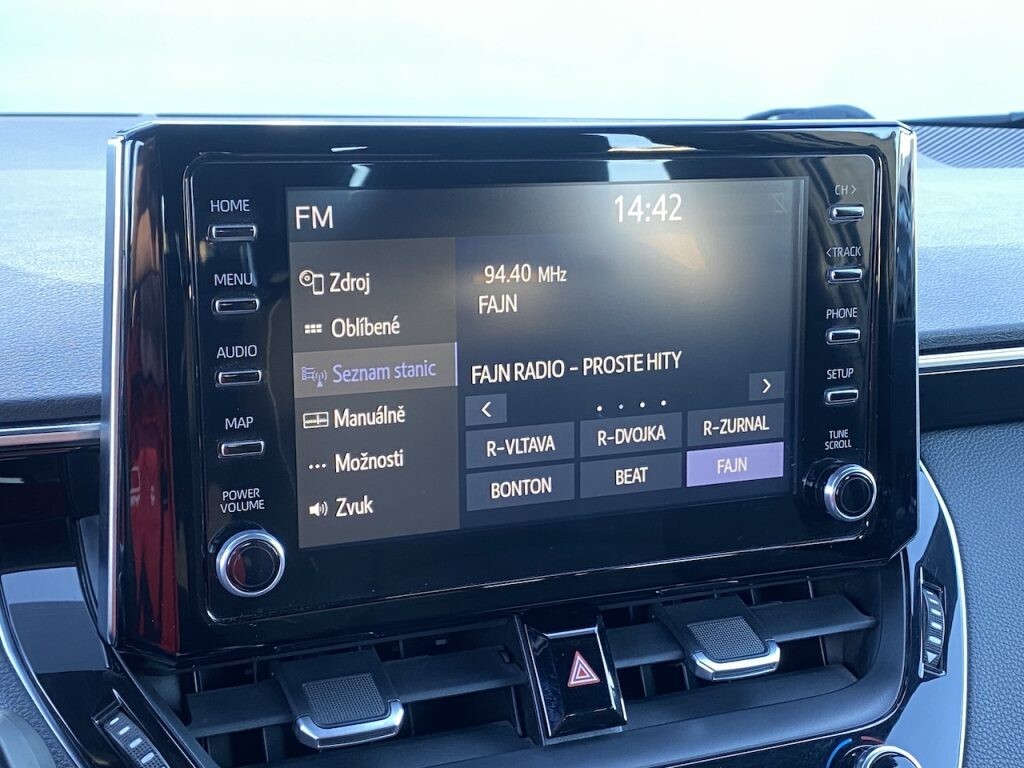 HOME
MENU
AUDIO
MAP
POWER
VOLUME
FM
14:42
Zdroj
Oblíbené
Seznam stanic
Manuálně
Možnosti
Zvuk
94.40 MHz
FAJN
FAJN RADIO - PROSTE HITY
< >
R-VLTAVA R-DVOJKA R-ZURNAL
BONTON BEAT FAJN
CH >
< TRACK
PHONE
SETUP
TUNE
SCROLL